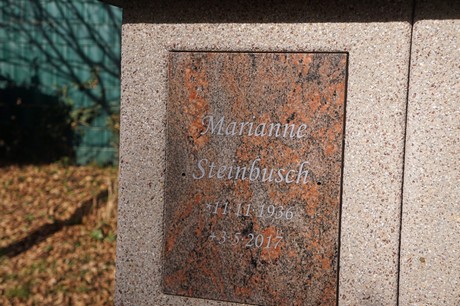 Marianne
Steinbusch
*11·11·1936
+3·5·2017